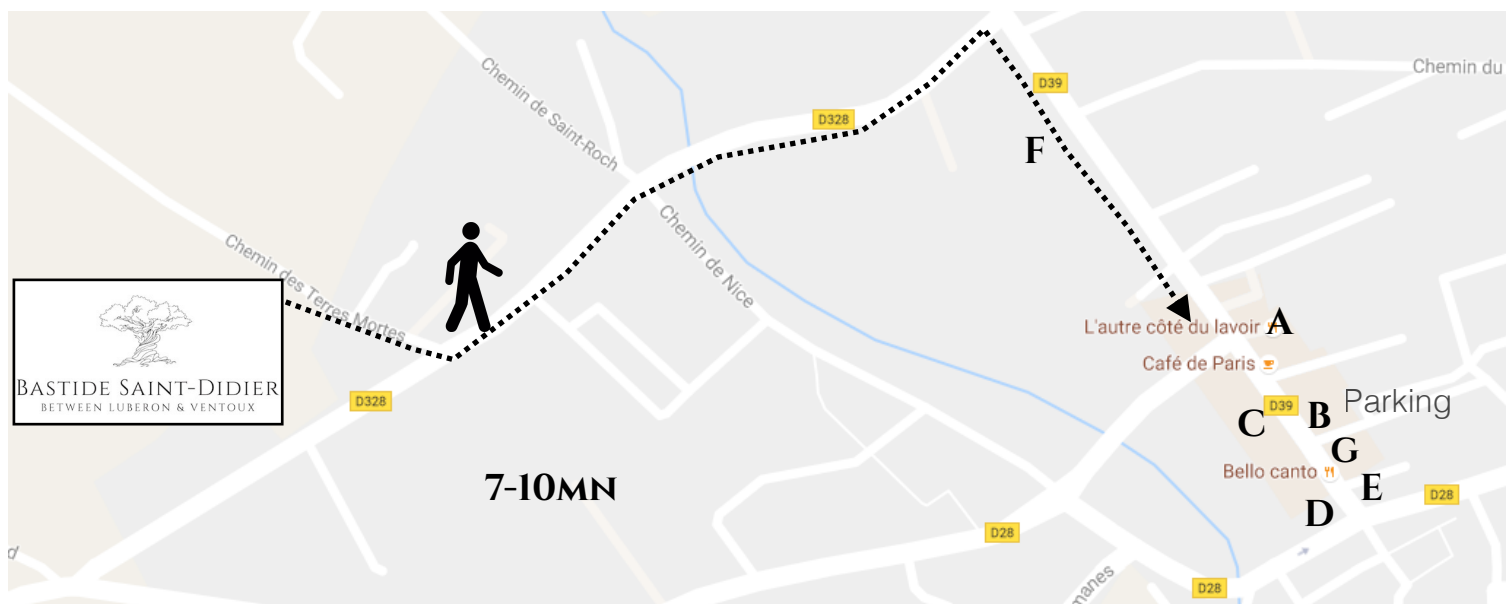 D39
Chemin du
Chemin de Saint-Roch
D328
F
Chemin de Nice
Chemin des Terres Mortes
BASTIDE SAINT-DIDIER
BETWEEN LUBERON & VENTOUX
L'autre côté du lavoir
A
Café de Paris
D328
D39
B
Parking
C
G
Bello canto
7-10MN
E
D28
D
D28
manes
D28
d